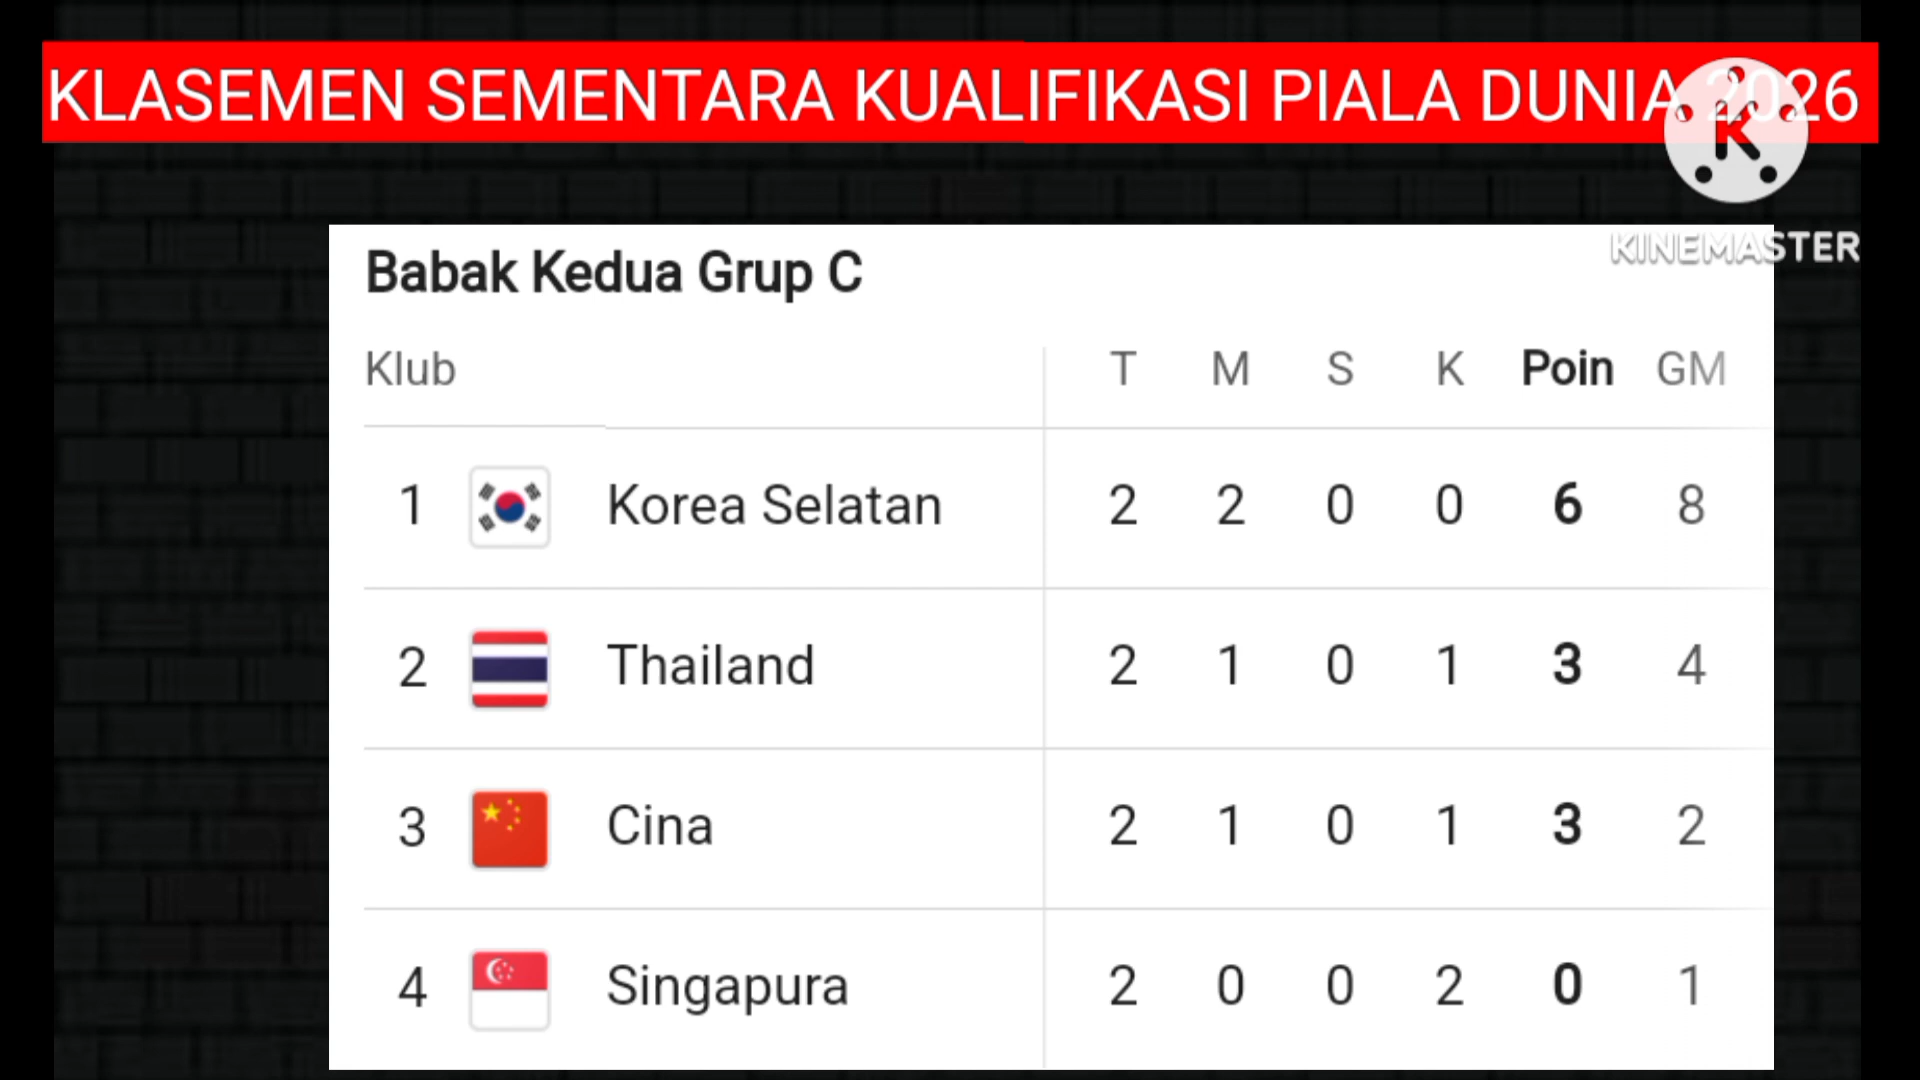 KLASEMEN SEMENTARA KUALIFIKASI PIALA DUNIA 2026
K
KINEMASTER
Babak Kedua Grup C
Klub T M S K Poin GM
1 Korea Selatan 2 2 0 0 6 8
2 Thailand 2 1 0 1 3 4
3 Cina 2 1 0 1 3 2
4 Singapura 2 0 0 2 0 1